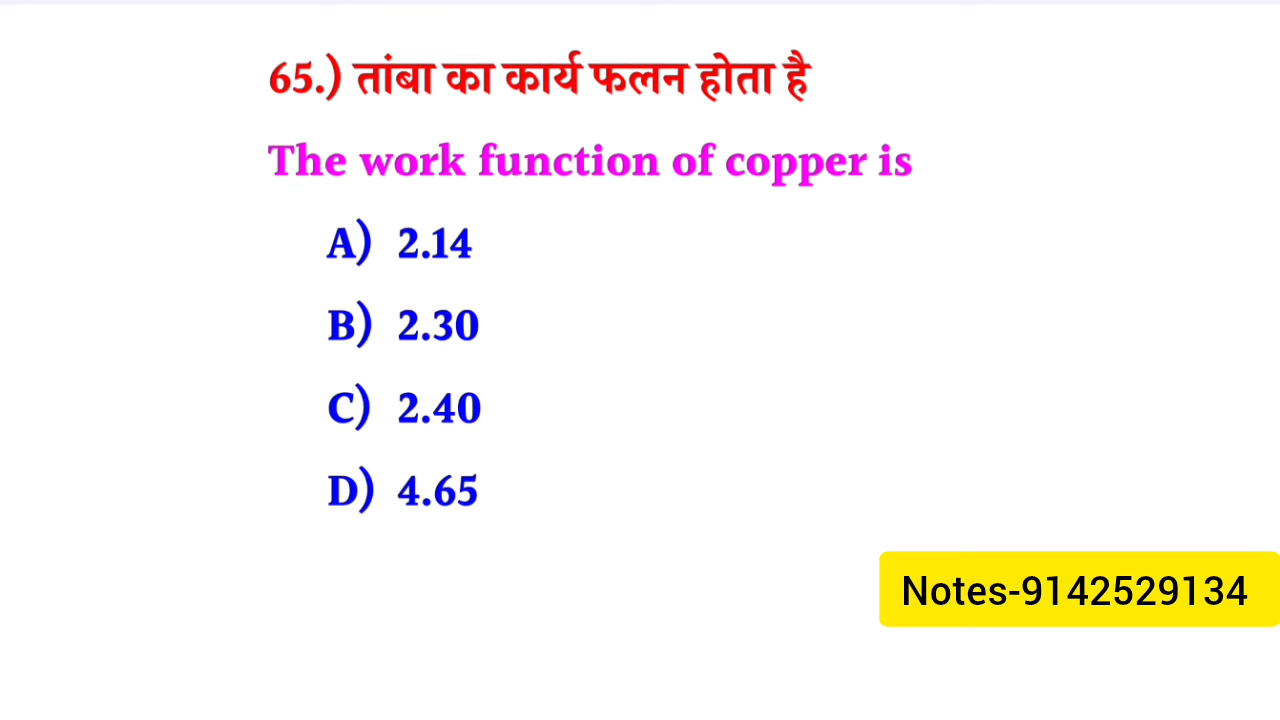 65.) तांबा का कार्य फलन होता है
The work function of copper is
A) 2.14
B) 2.30
C) 2.40
D) 4.65
Notes-9142529134